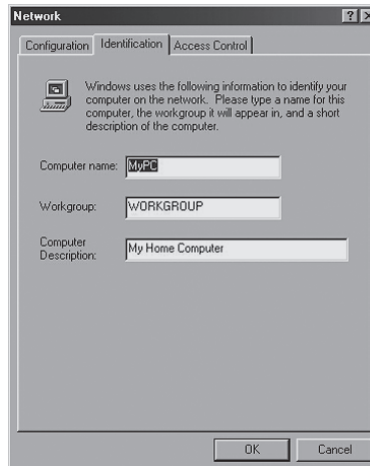 Network
Configuration Identification Access Control
Windows uses the following information to identify your
computer on the network. Please type a name for this
computer, the workgroup it will appear in, and a short
description of the computer.
Computer name: MyPC
Workgroup: WORKGROUP
Computer
Description: My Home Computer
OK Cancel